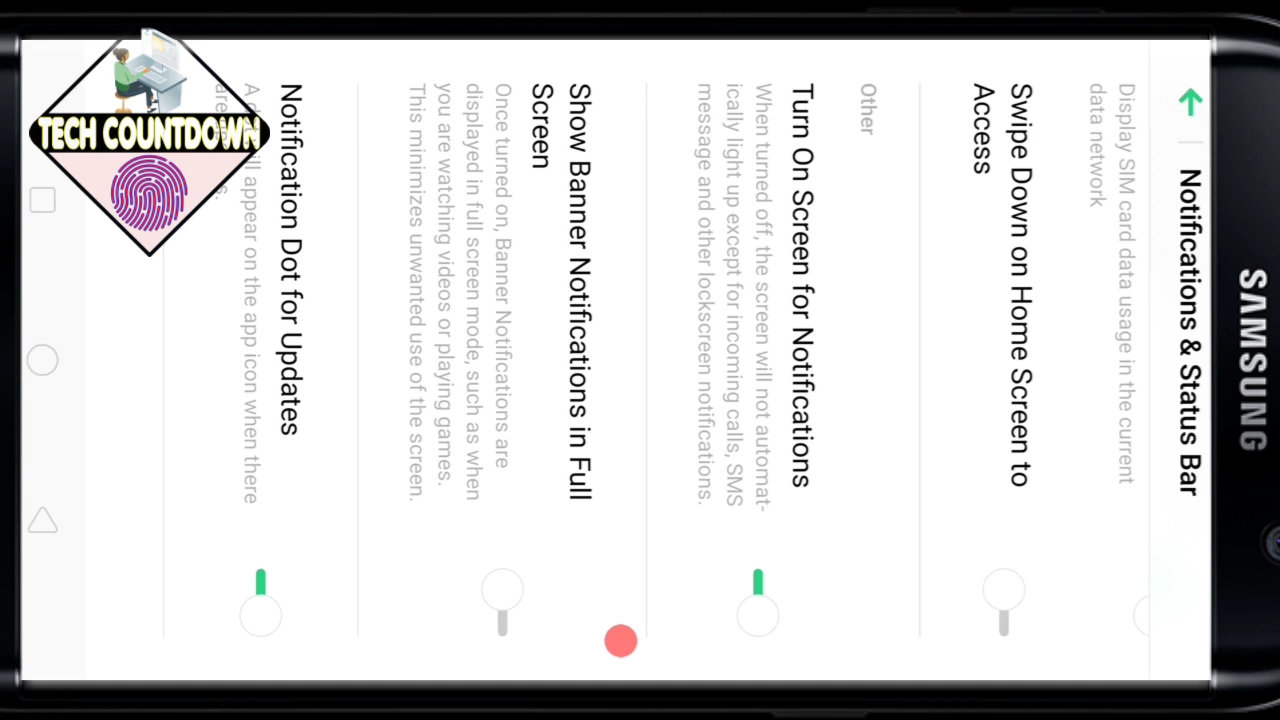 Notifications & Status Bar
Display SIM card data usage in the current
data network
Swipe Down on Home Screen to
Access
Other
Turn On Screen for Notifications
When turned off, the screen will not automat-
ically light up except for incoming calls, SMS
message and other lockscreen notifications.
Show Banner Notifications in Full
Screen
Once turned on, Banner Notifications are
displayed in full screen mode, such as when
you are watching videos or playing games.
This minimizes unwanted use of the screen.
Notification Dot for Updates
A appear on the app icon when there
SAMSUNG
TECH COUNTDOWN